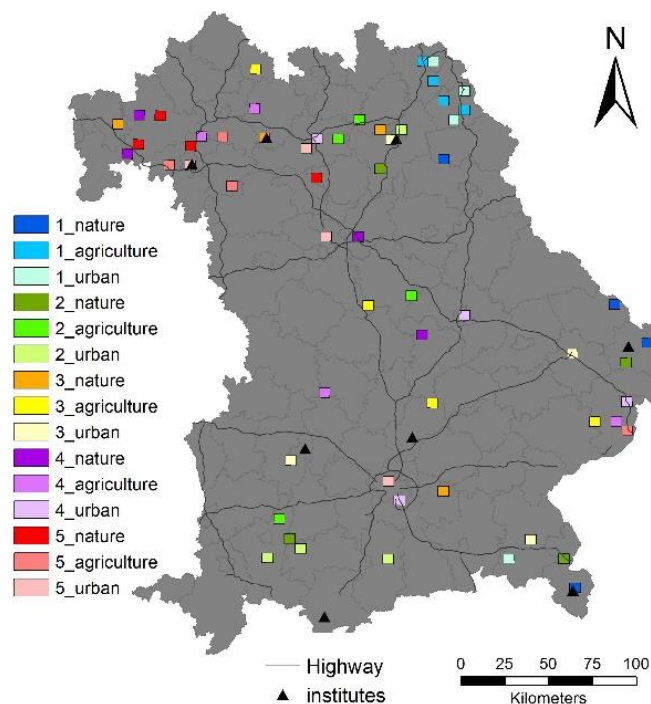 N
1_nature
1_agriculture
1_urban
2_nature
2_agriculture
2_urban
3_nature
3_agriculture
3_urban
4_nature
4_agriculture
4_urban
5_nature
5_agriculture
5_urban
Highway
institutes
0 25 50 75 100
Kilometers